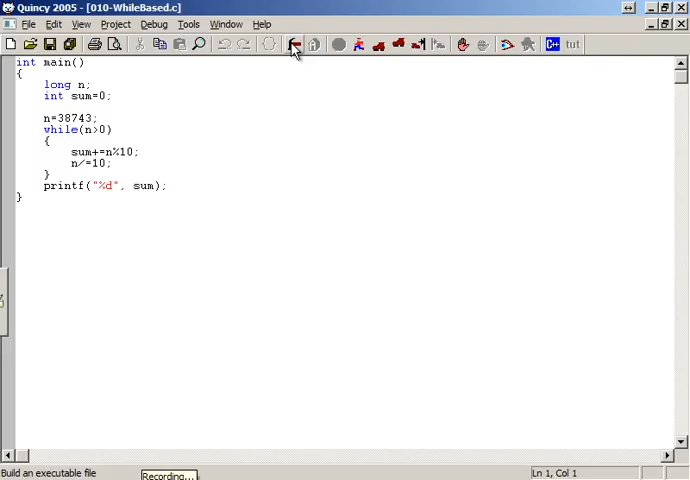 Quincy 2005 - [010-WhileBased.c]
File Edit View Project Debug Tools Window Help
C++ tut
int main()
{
long n;
int sum=0;
n=38743;
while(n>0)
{
sum+=n%10;
n/=10;
}
printf("%d", sum);
}
Build an executable file
Recording...
Ln 1, Col 1